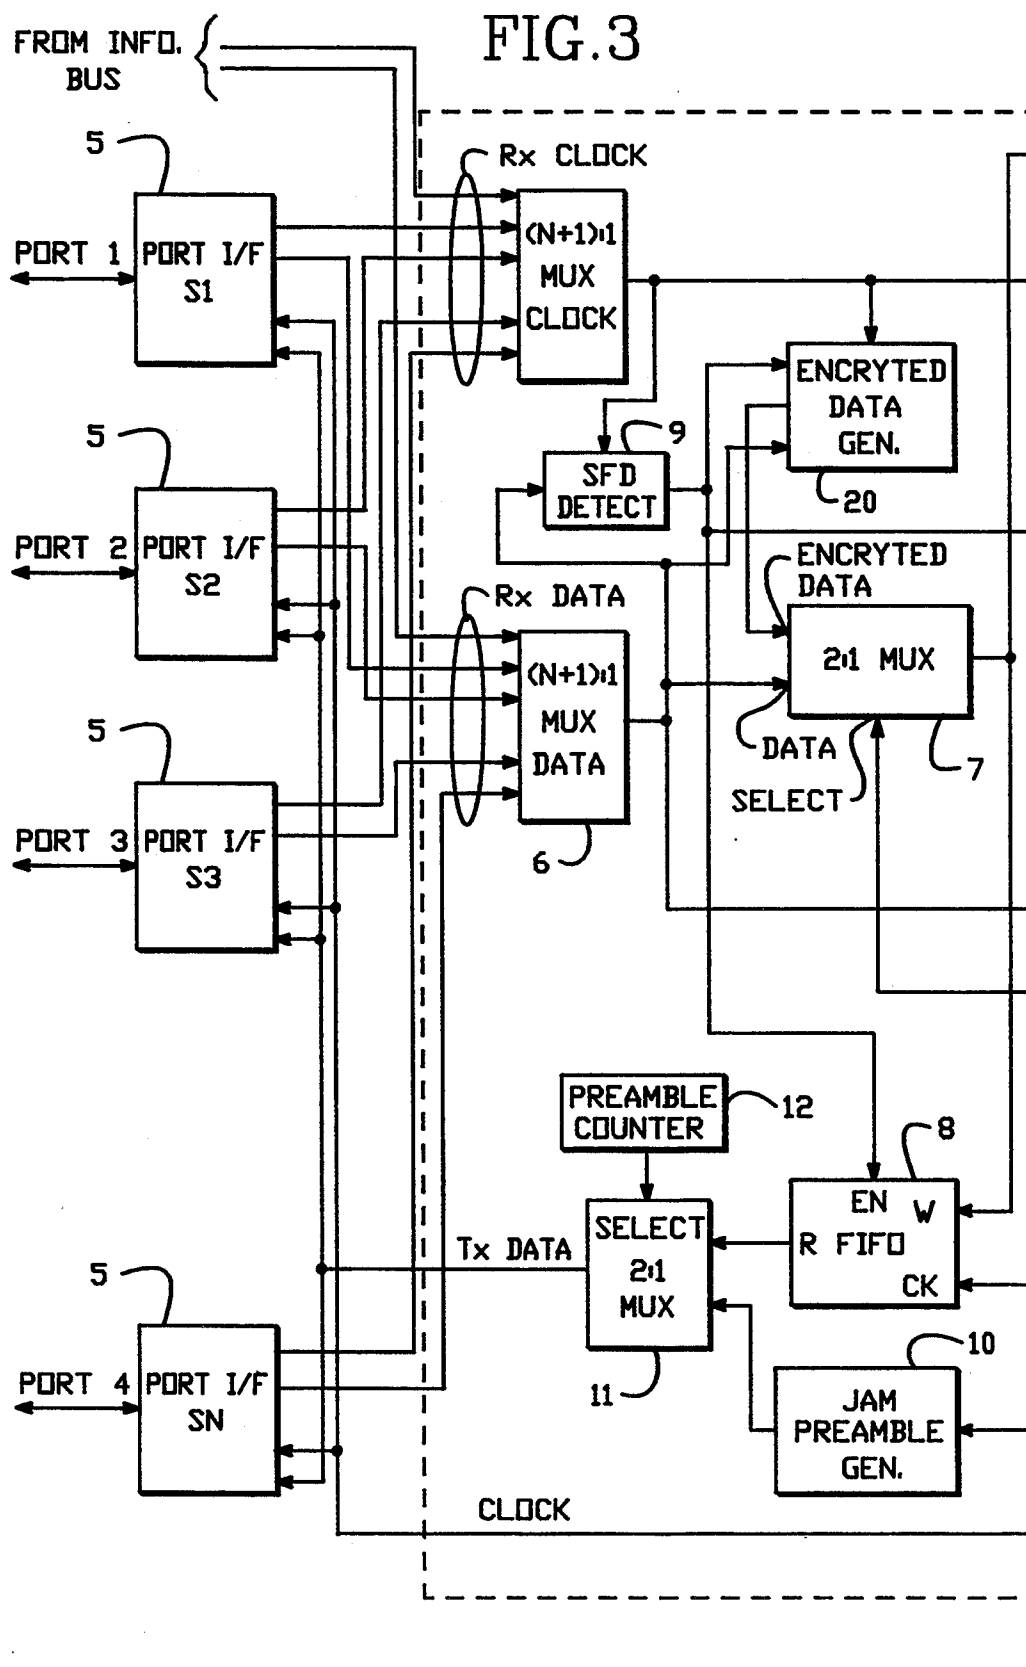 FIG.3
FROM INFO.
BUS
5
Rx CLOCK
PORT 1
PORT I/F
S1
(N+1):1
MUX
CLOCK
ENCRYTED
DATA
GEN.
20
5
9
SFD
DETECT
PORT 2
PORT I/F
S2
ENCRYTED
DATA
Rx DATA
2:1 MUX
(N+1):1
MUX
DATA
6
DATA
SELECT
7
5
PORT 3
PORT I/F
S3
PREAMBLE
COUNTER
12
8
EN
W
R FIFO
CK
SELECT
2:1
MUX
11
Tx DATA
5
PORT 4
PORT I/F
SN
10
JAM
PREAMBLE
GEN.
CLOCK